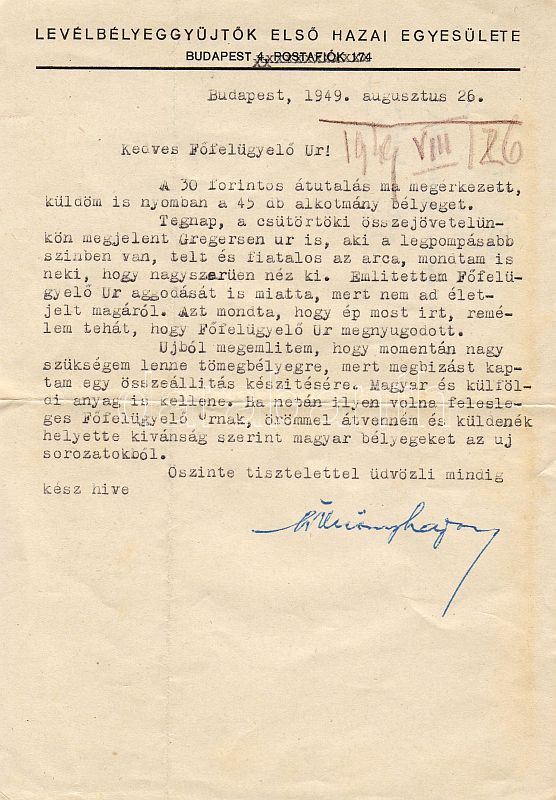 LEVÉLBÉLYEGGYÜJTŐK ELSŐ HAZAI EGYESÜLETE
BUDAPEST 4, POSTAFIÓK 174
Budapest, 1949. augusztus 26.
1949 VIII 26
Kedves Főfelügyelő Ur!
A 30 forintos átutalás ma megerkezett,
küldöm is nyomban a 45 db alkotmány bélyeget.
Tegnap, a csütörtöki összejövetelün-
kön megjelent Gregersen ur is, aki a legpompásabb
szinben van, telt és fiatalos az arca, mondtam is
neki, hogy nagyszerüen néz ki. Emlitettem Főfelü-
gyelő Ur aggodását is miatta, mert nem ad élet-
jelt magáról. Azt mondta, hogy ép most irt, remé-
lem tehát, hogy Főfelügyelő Ur megnyugodott.
Ujból megemlitem, hogy momentán nagy
szükségem lenne tömegbélyegre, mert megbizást kap-
tam egy összeállitás készitésére. Magyar és külföl-
di anyag is kellene. Ha netán ilyen volna felesle-
ges Főfelügyelő Urnak, örömmel átvenném és küldenék
helyette kivánság szerint magyar bélyegeket az uj
sorozatokból.
Oszinte tisztelettel üdvözli mindig
kész hive